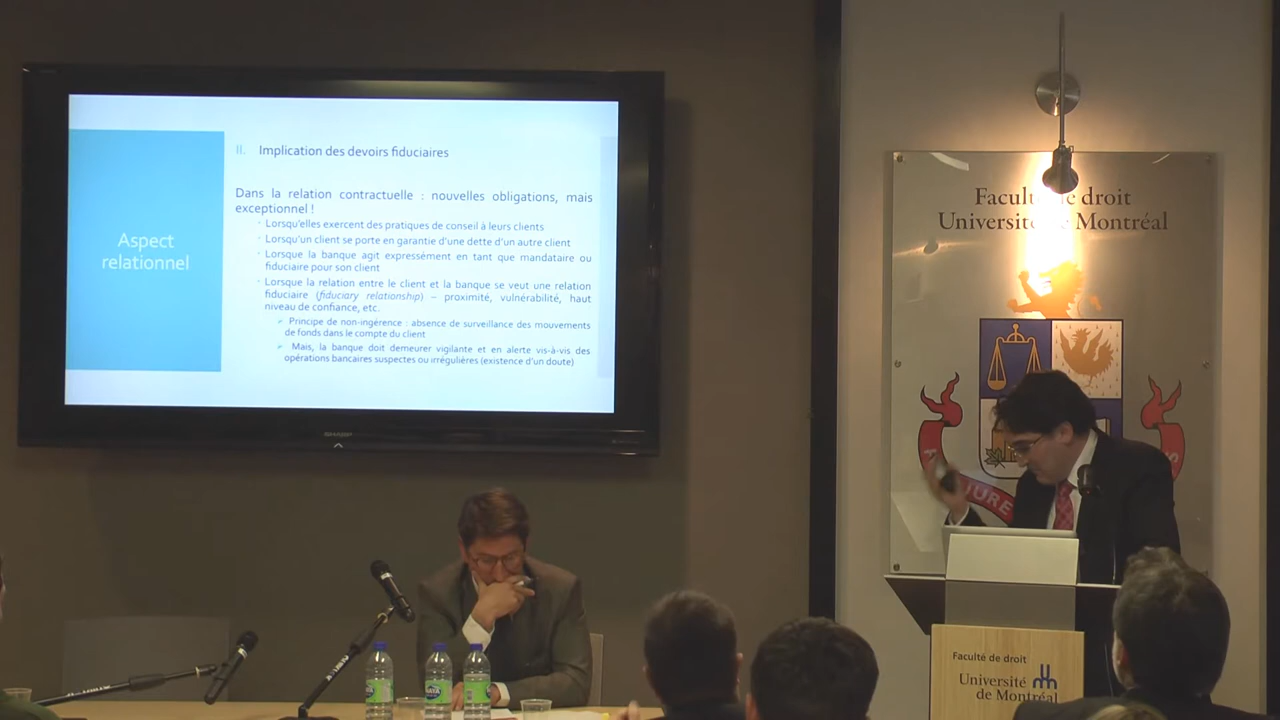 II. Implication des devoirs fiduciaires
Dans la relation contractuelle : nouvelles obligations, mais
exceptionnel !
Lorsqu'elles exercent des pratiques de conseil à leurs clients
Lorsqu'un client se porte en garantie d'une dette d'un autre client
Lorsque la banque agit expressément en tant que mandataire ou
fiduciaire pour son client
Lorsque la relation entre le client et la banque se veut une relation
fiduciaire (fiduciary relationship) – proximité, vulnérabilité, haut
niveau de confiance, etc.
Principe de non-ingérence : absence de surveillance des mouvements
de fonds dans le compte du client
Mais, la banque doit demeurer vigilante et en alerte vis-à-vis des
opérations bancaires suspectes ou irrégulières (existence d'un doute)
Aspect
relationnel
SHARP
Faculté de droit
Université de Montréal
JURE
Faculté de droit
Université
de Montréal